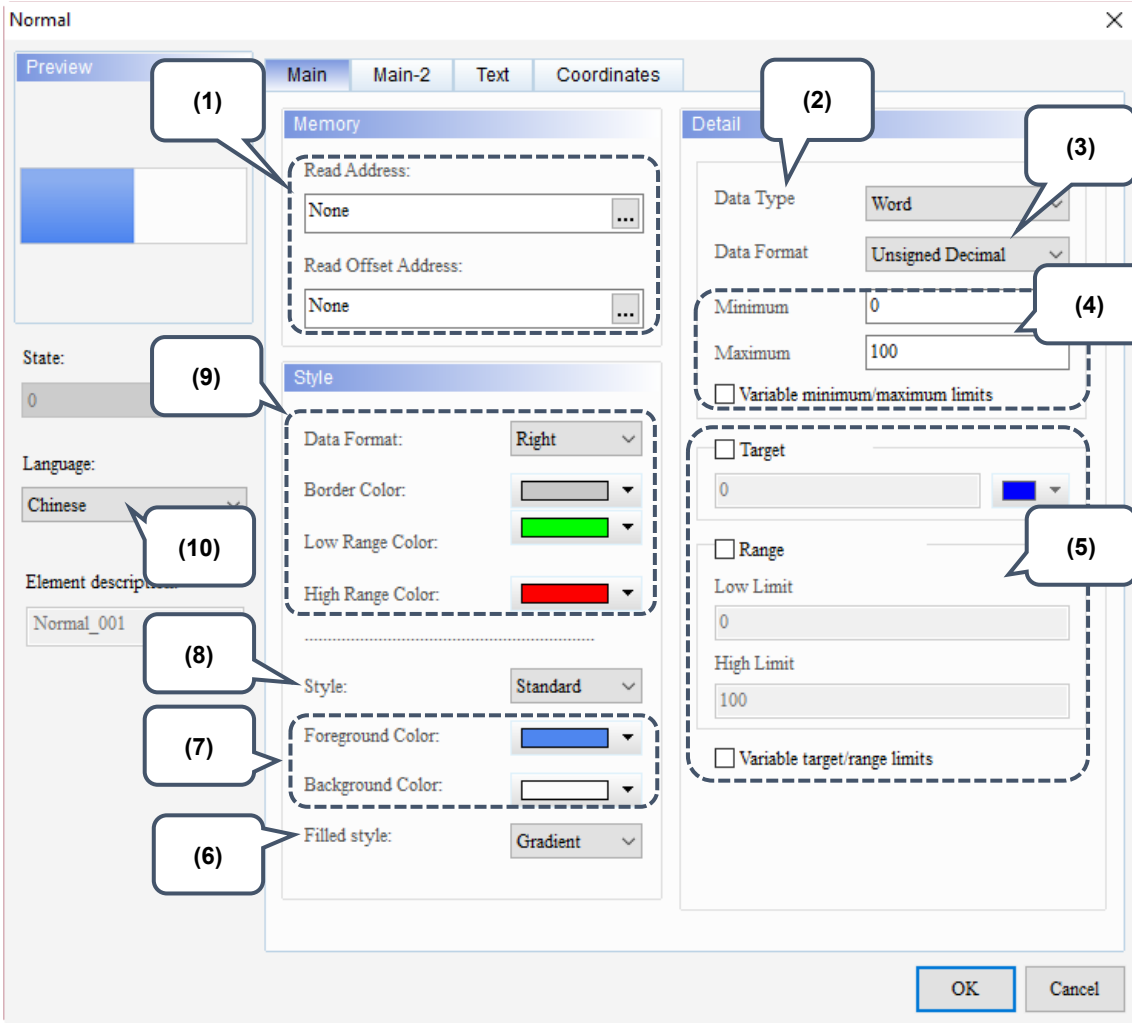 Normal
Preview
(1)
State:
0
Language:
Chinese
(10)
Element description:
Normal_001
Main
Main-2
Text
Coordinates
Memory
Read Address:
None
...
Read Offset Address:
None
...
(9)
Style
Data Format:
Right
Border Color:
Low Range Color:
High Range Color:
(8)
Style:
Standard
(7)
Foreground Color:
Background Color:
(6)
Filled style:
Gradient
Detail
(2)
(3)
Data Type
Word
Data Format
Unsigned Decimal
(4)
Minimum
0
Maximum
100
Variable minimum/maximum limits
Target
0
(5)
Range
Low Limit
0
High Limit
100
Variable target/range limits
OK
Cancel